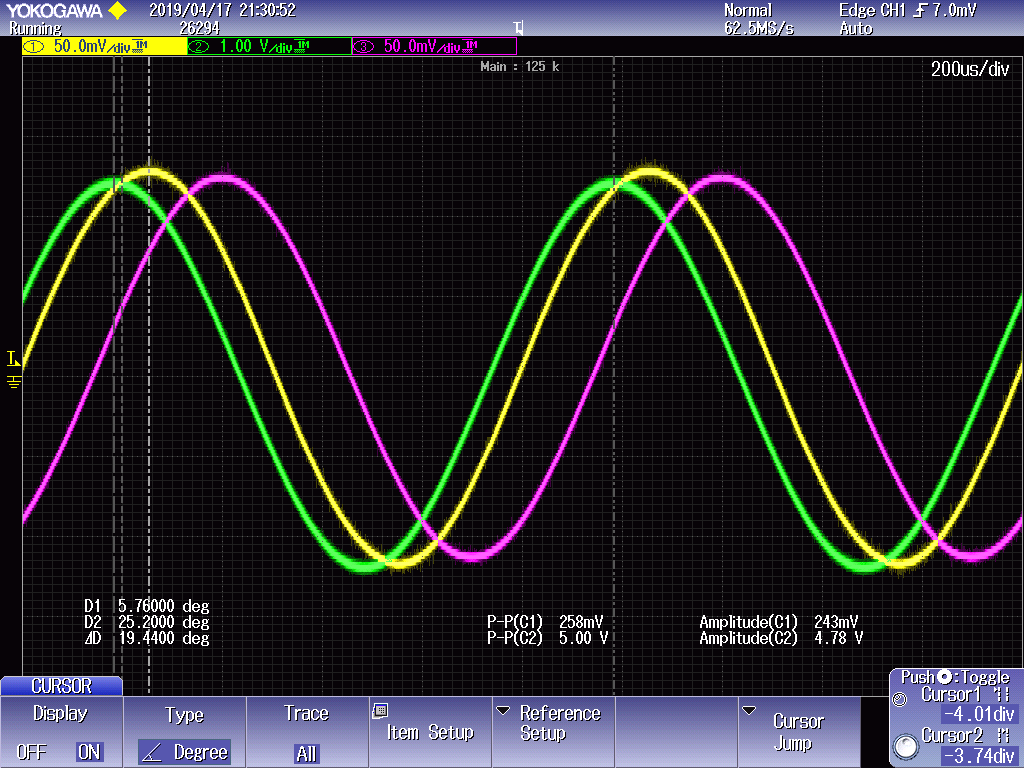 YOKOGAWA 2019/04/17 21:30:52 Normal Edge CH1 7.0mV
Running 26294 62.5MS/s Auto
1 50.0mV/div 1M 2 1.00 V/div 1M 3 50.0mV/div 1M
Main : 125 k
200us/div
T
D1 5.76000 deg
D2 25.2000 deg
ΔD 19.4400 deg
P-P(C1) 258mV
P-P(C2) 5.00 V
Amplitude(C1) 243mV
Amplitude(C2) 4.78 V
CURSOR
Display
OFF ON
Type
Degree
Trace
All
Item Setup
Reference
Setup
Cursor
Jump
Push :Toggle
Cursor1
-4.01div
Cursor2
-3.74div